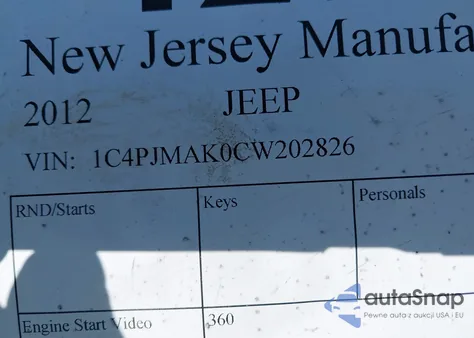 New Jersey Manufa
2012 JEEP
VIN: 1C4PJMAK0CW202826
RND/Starts Keys Personals
Engine Start Video 360
autoSnap
Pewne auta z aukcji USA i EU